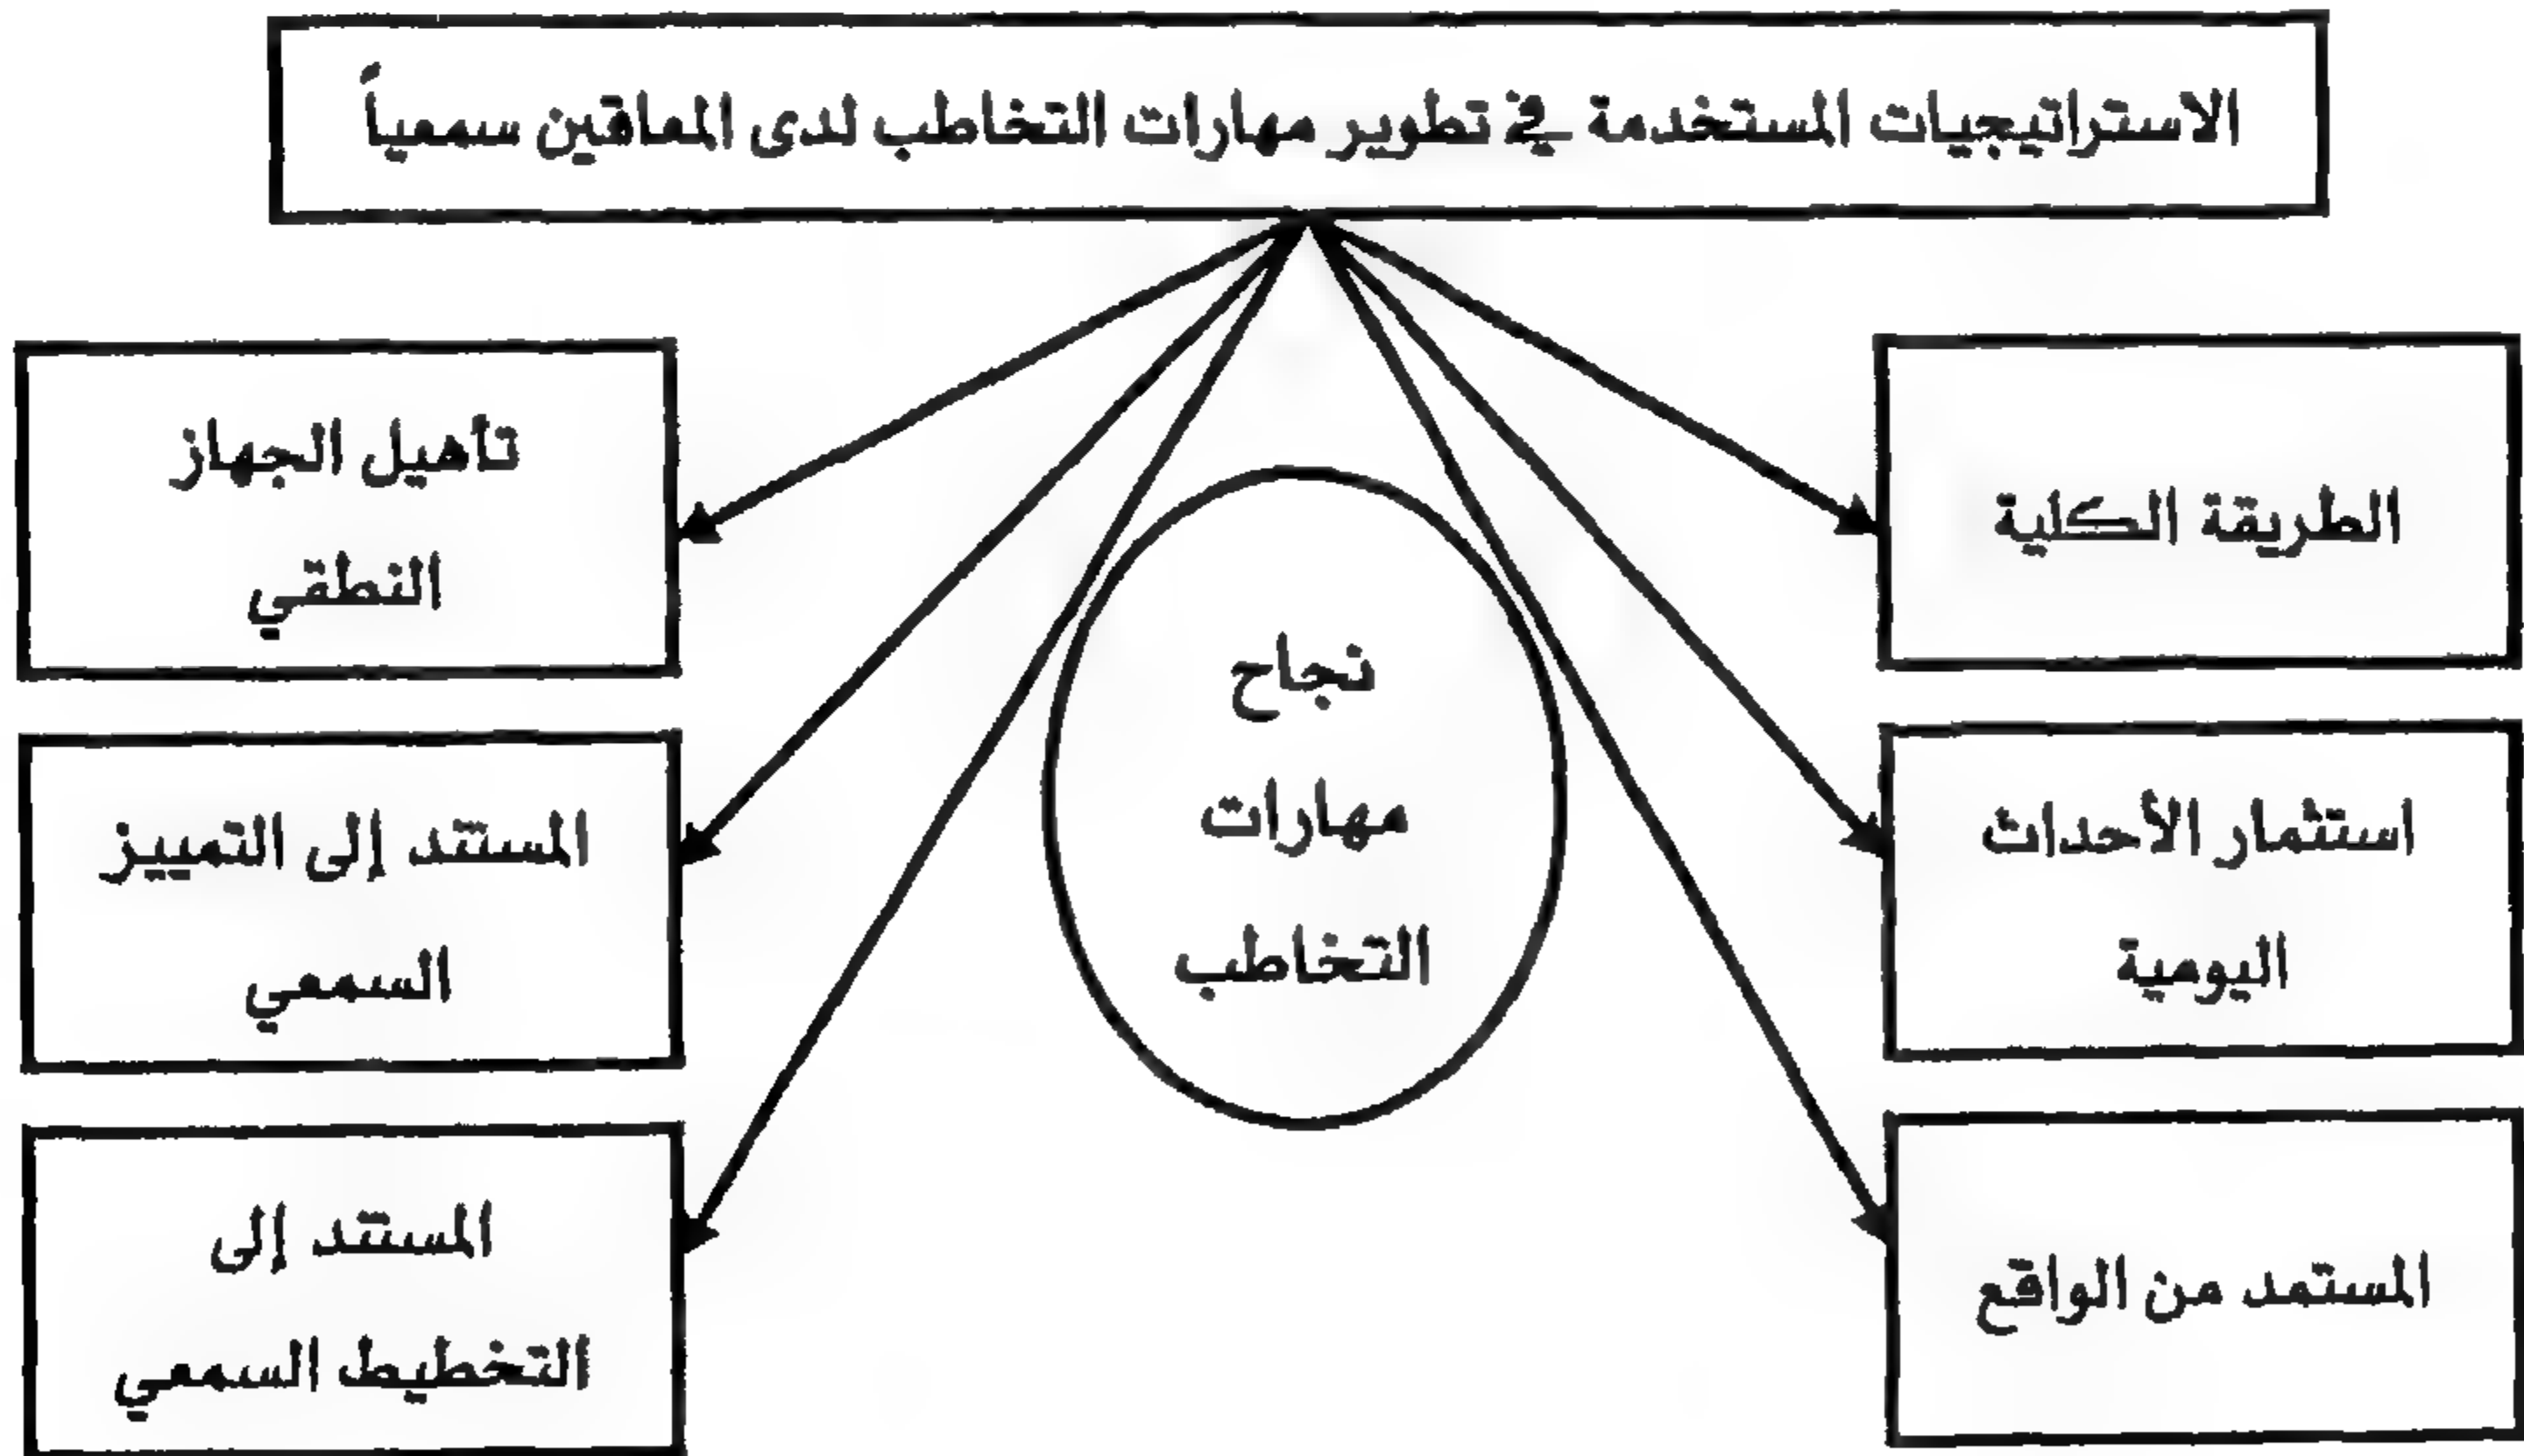 الاستراتيجيات المستخدمة في تطوير مهارات التخاطب لدى المعاقين سمعياً
الطريقة الكلية
استثمار الأحداث
اليومية
المستمد من الواقع
نجاح
مهارات
التخاطب
تأهيل الجهاز
النطقي
المستند إلى التمييز
السمعي
المستند إلى
التخطيط السمعي